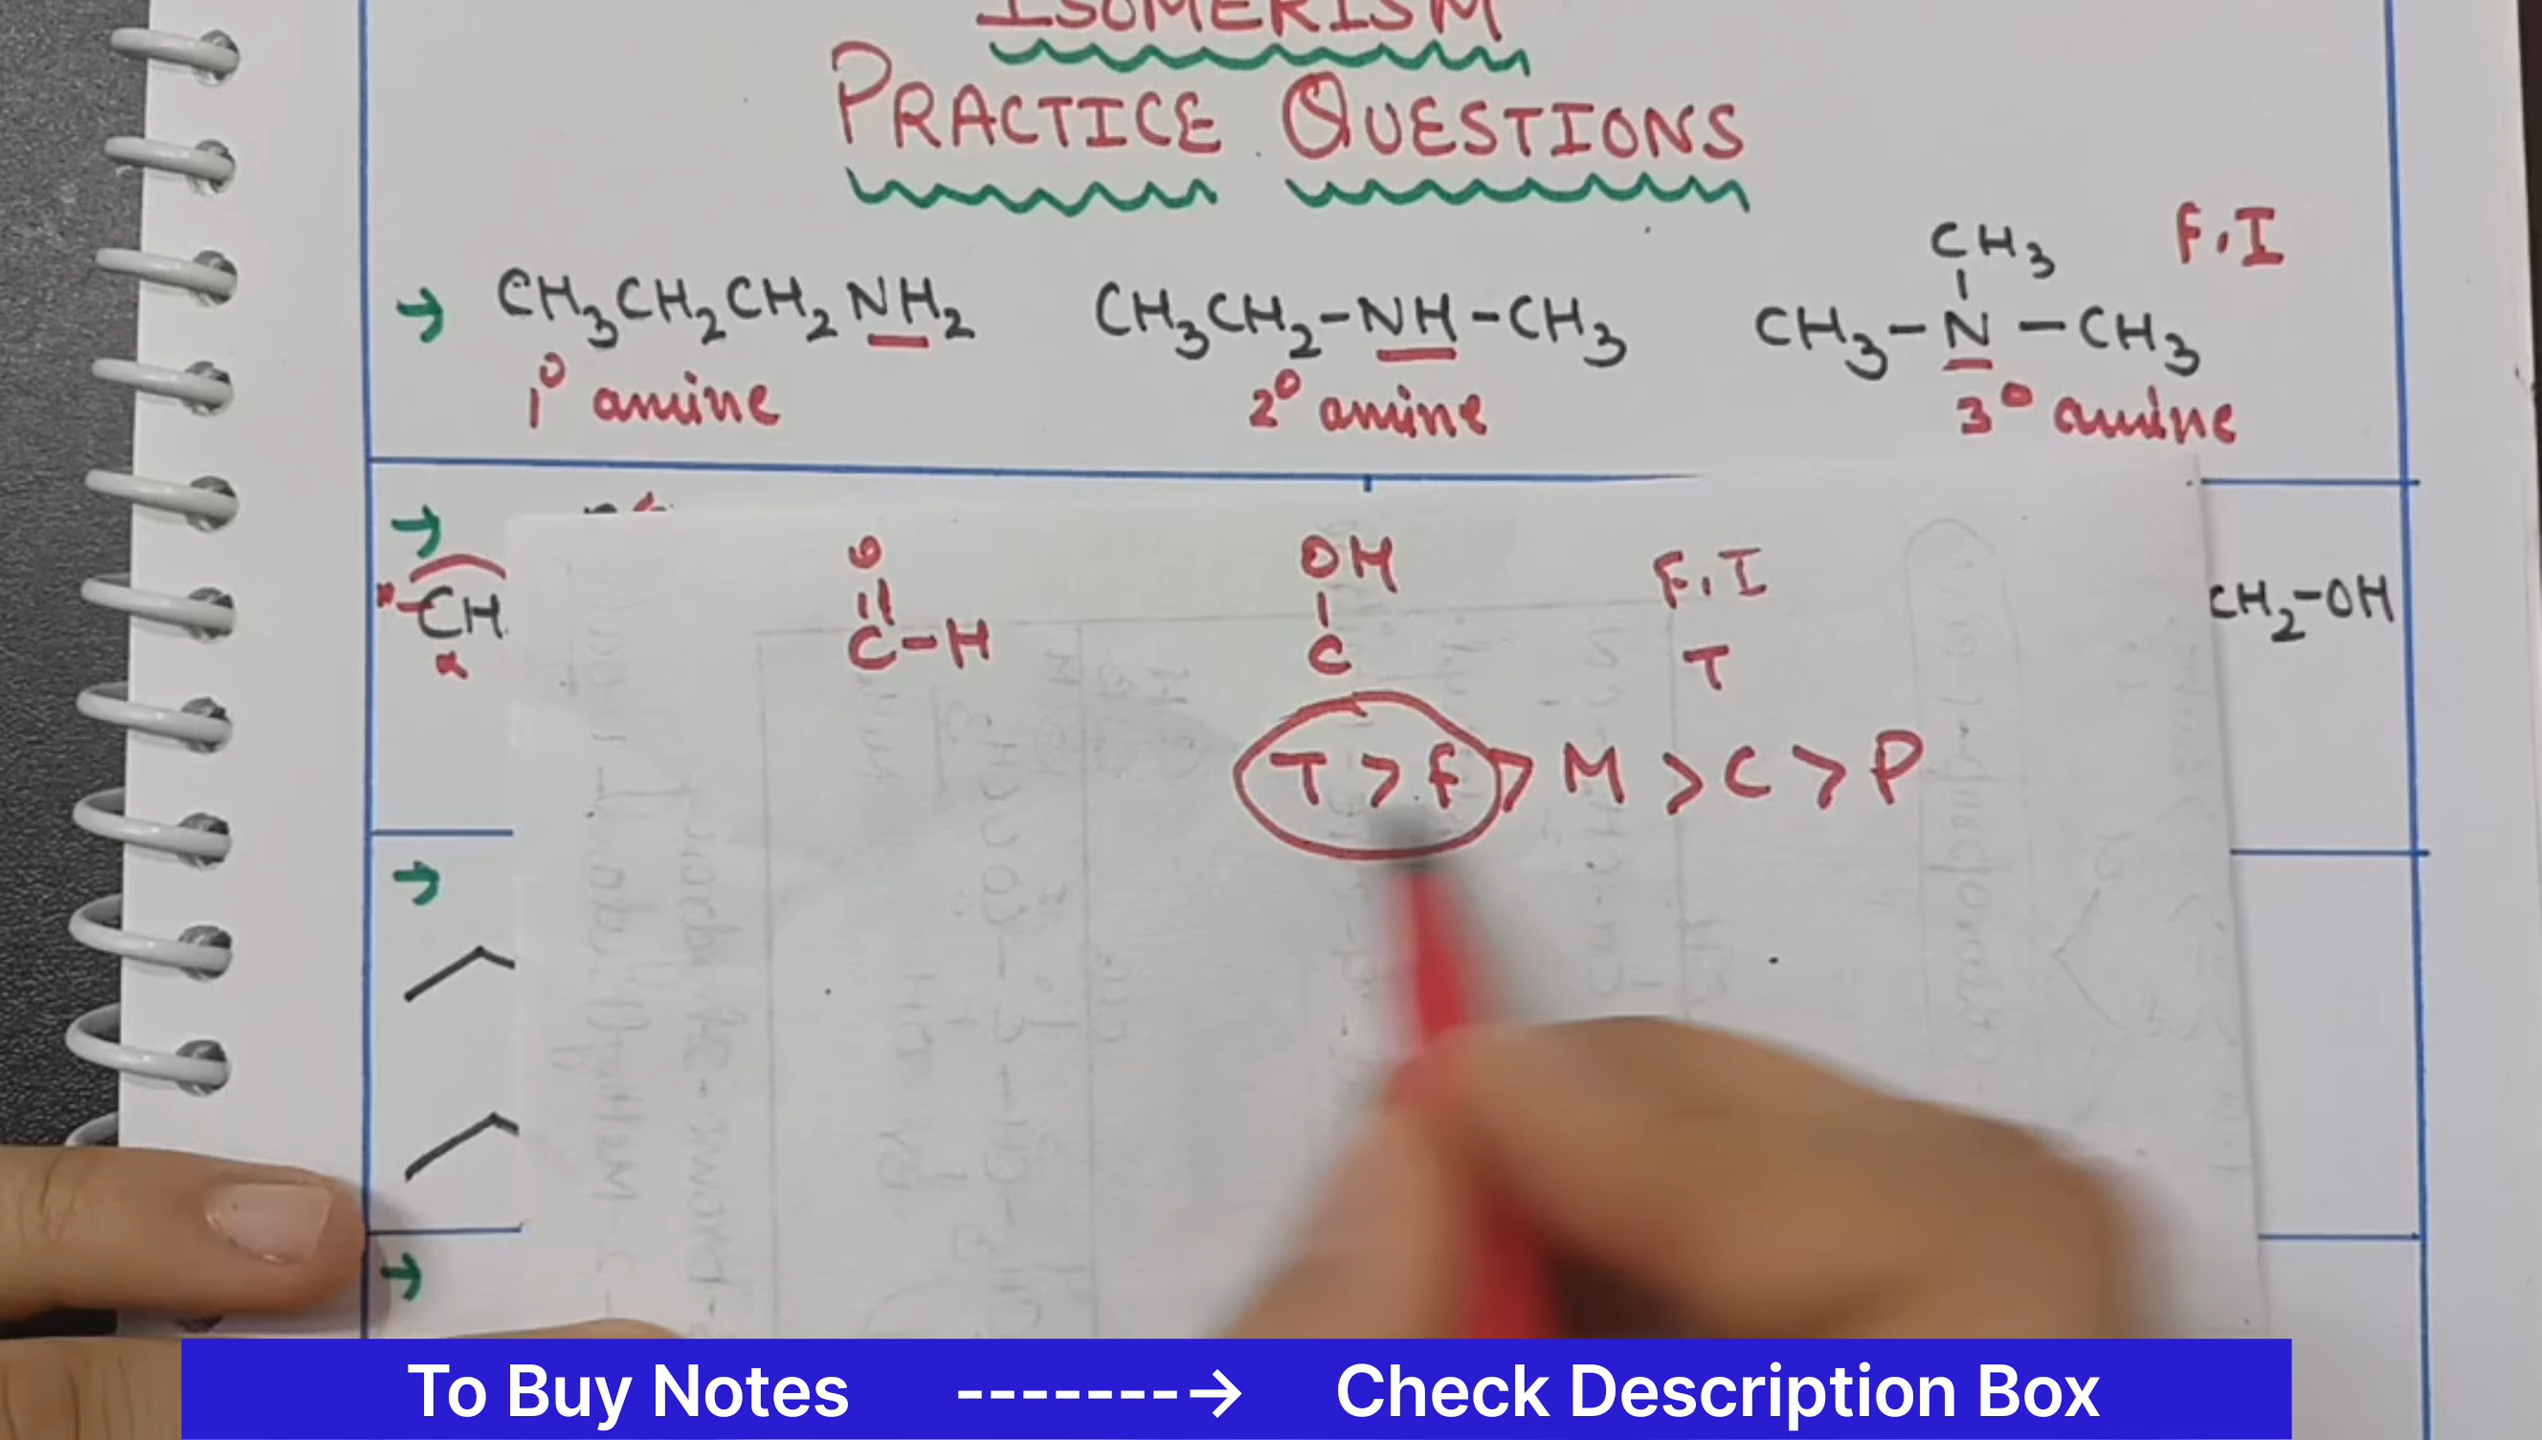 ISOMERISM
PRACTICE QUESTIONS
F.I
CH3
CH3CH2CH2NH2 CH3CH2-NH-CH3 CH3-N-CH3
1° amine 2° amine 3° amine
O OH F.I
CH C-H C T CH2-OH
T > F > M > C > P
To Buy Notes -------→ Check Description Box